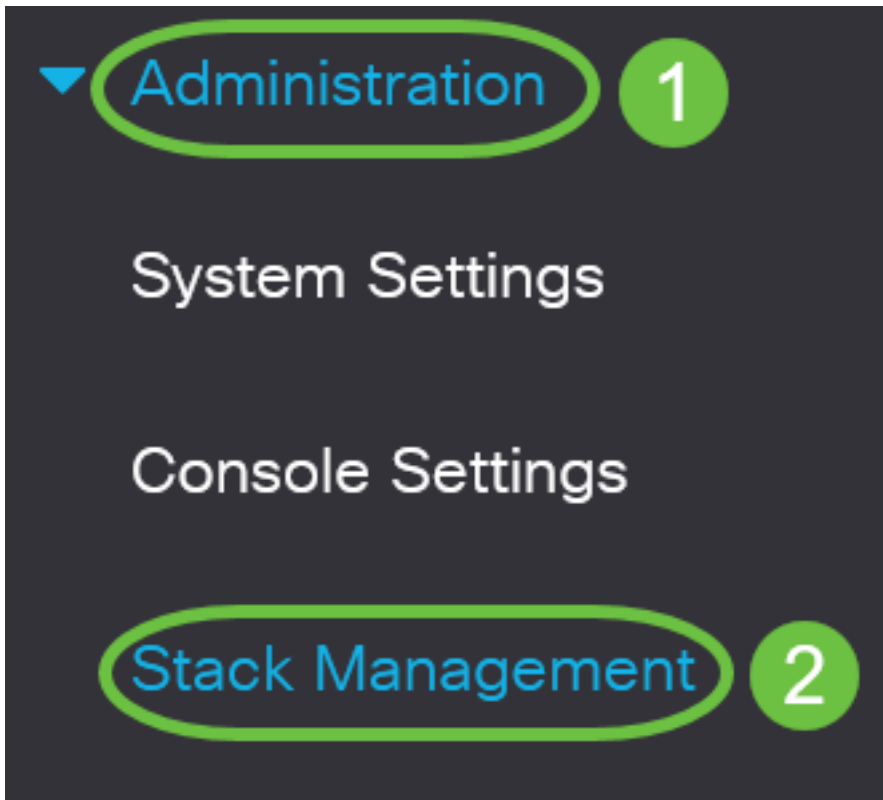 Administration 1
System Settings
Console Settings
Stack Management 2